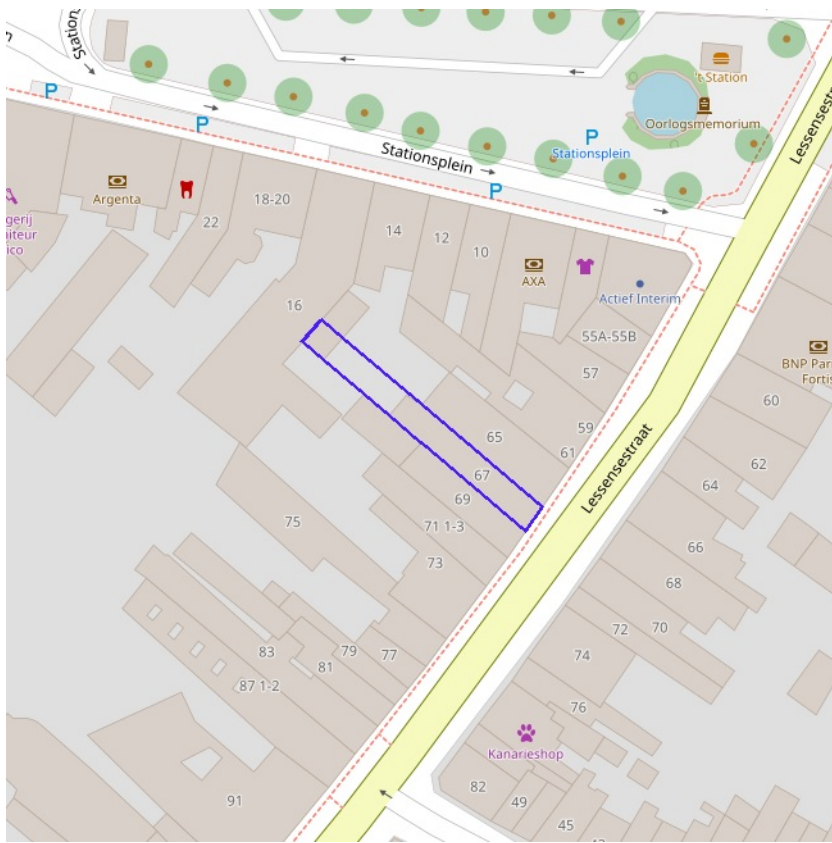 Station
't Station
Oorlogsmemorium
Lessensestr
P
P
P
Stationsplein
Stationsplein
P
Argenta
gerij
niteur
ico
22
18-20
14
12
10
AXA
Actief Interim
16
55A-55B
57
BNP Par
Fortis
60
59
61
62
65
67
69
64
Lessensestraat
71 1-3
75
73
66
68
70
72
74
83
79
77
81
87 1-2
76
Kanarieshop
82
49
91
45